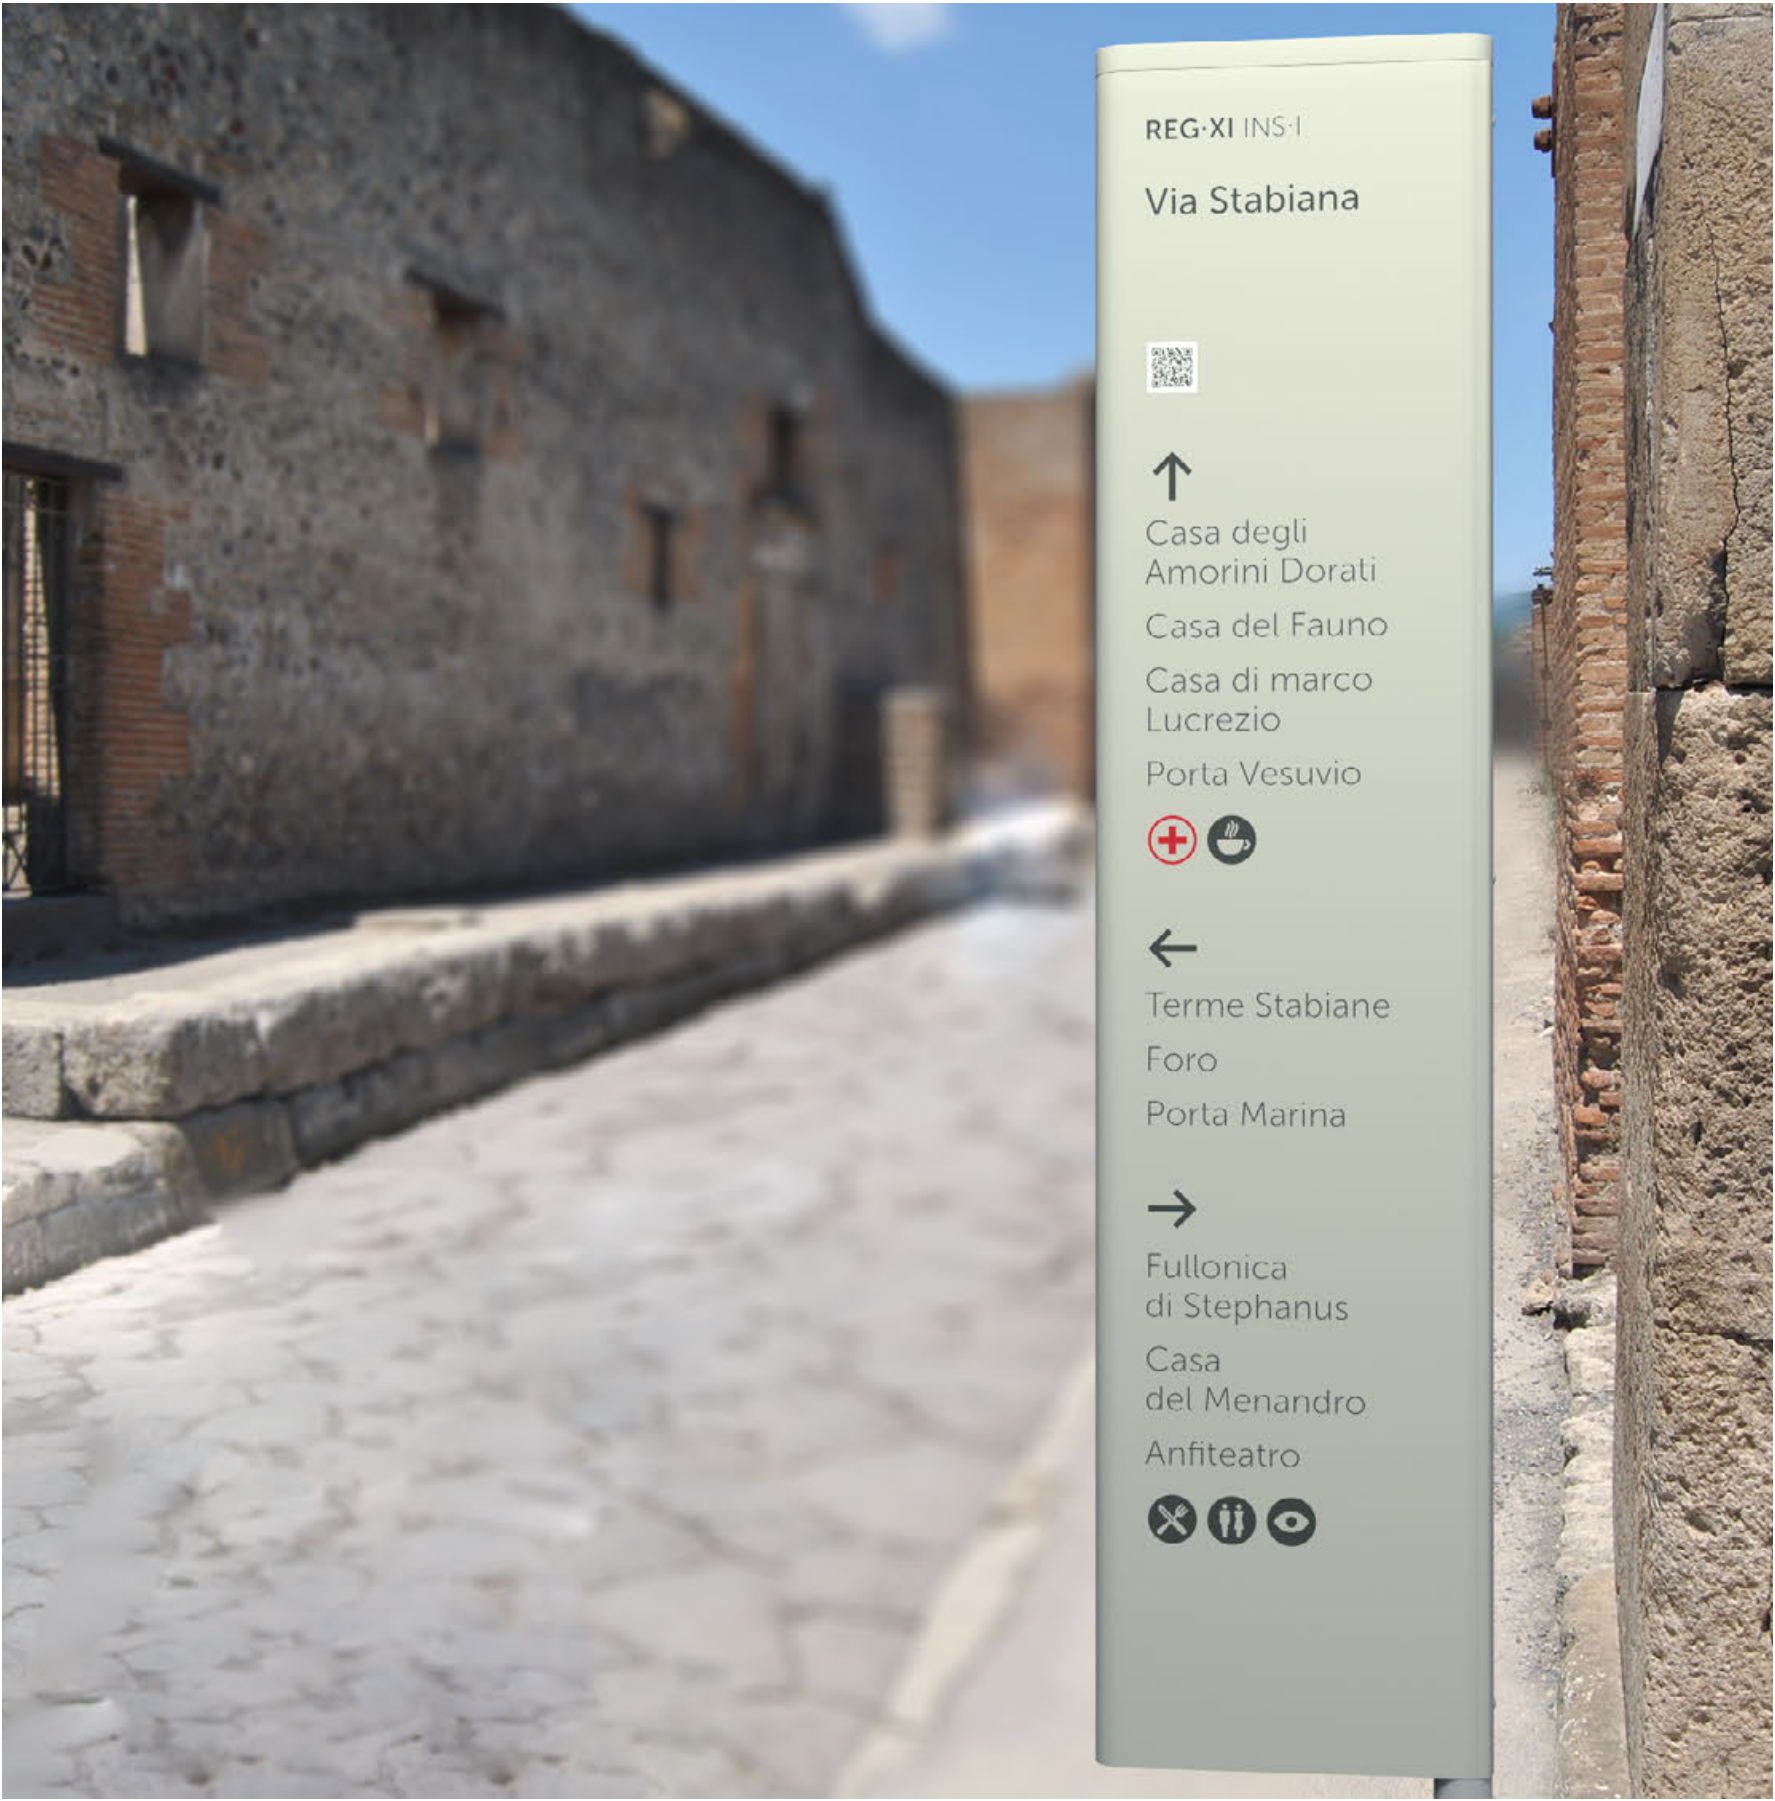 REG·XI INS·I
Via Stabiana
Casa degli
Amorini Dorati
Casa del Fauno
Casa di marco
Lucrezio
Porta Vesuvio
Terme Stabiane
Foro
Porta Marina
Fullonica
di Stephanus
Casa
del Menandro
Anfiteatro